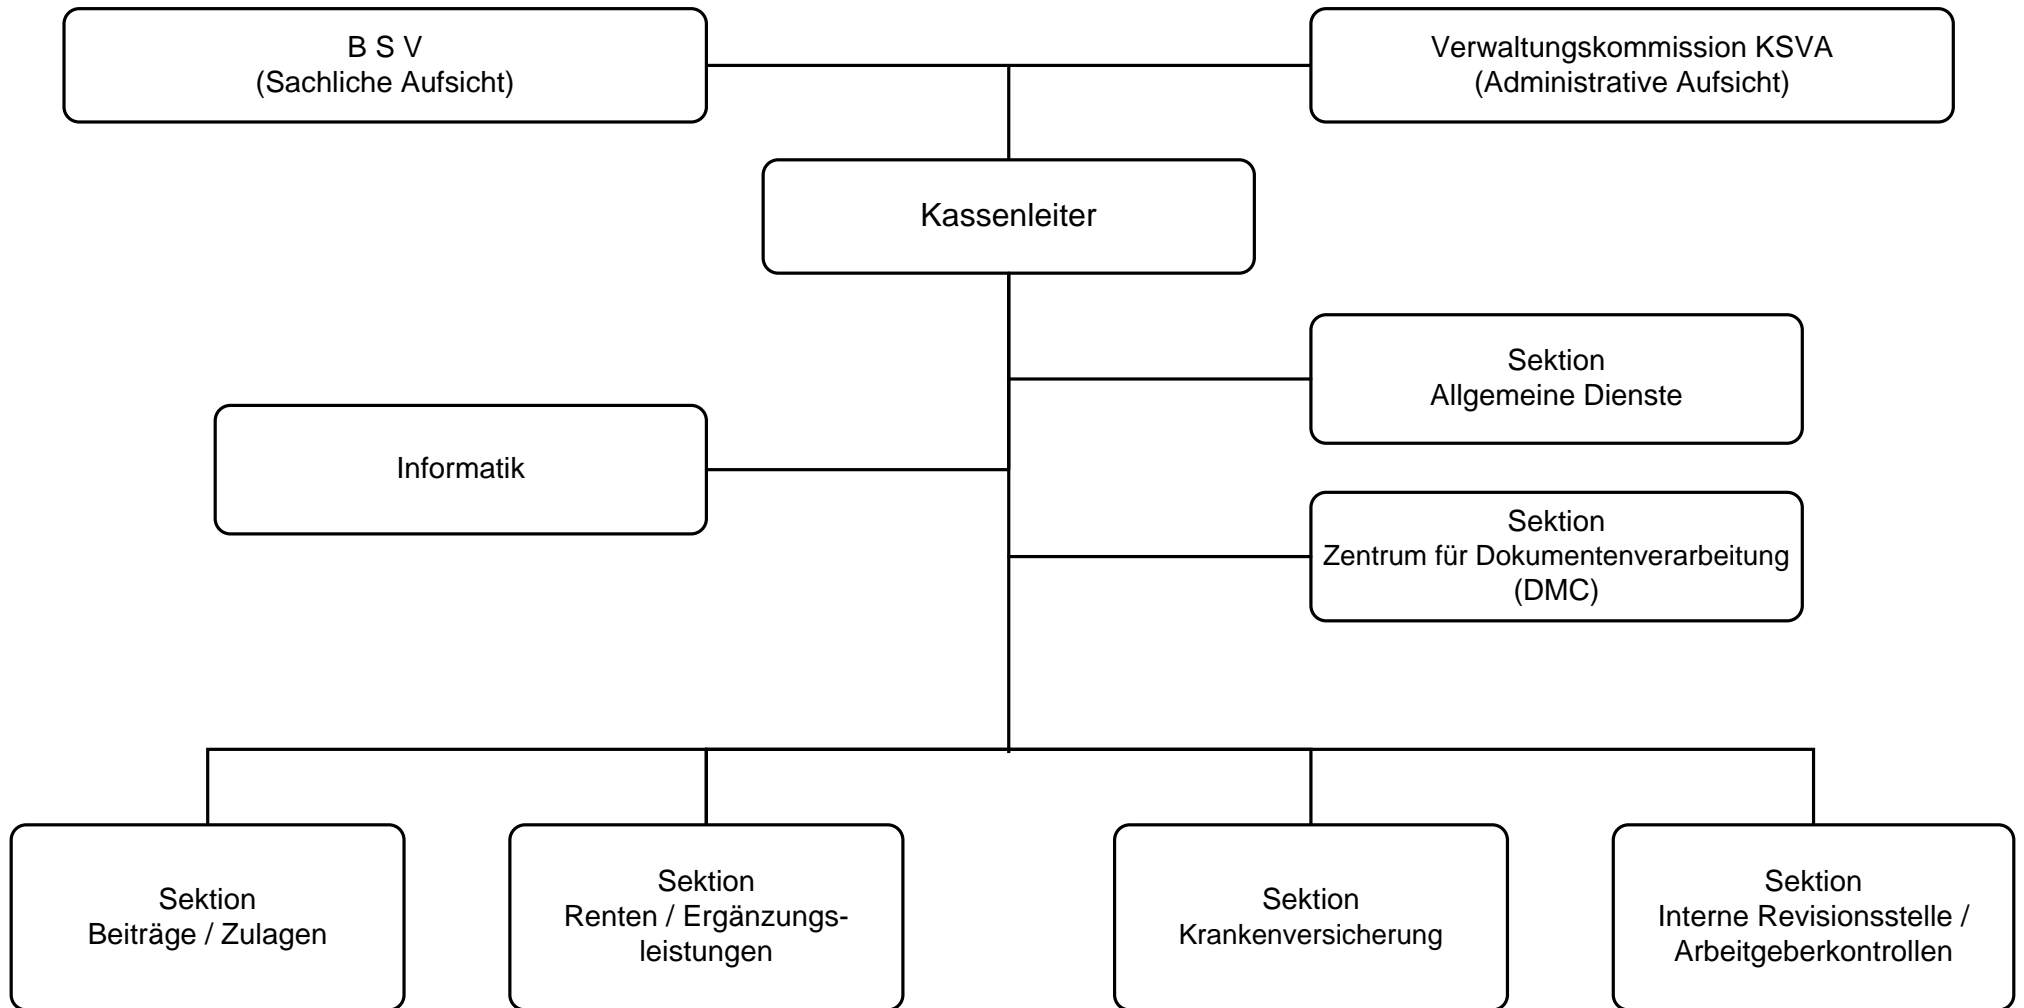 B S V
(Sachliche Aufsicht)
Verwaltungskommission KSVA
(Administrative Aufsicht)
Kassenleiter
Sektion
Allgemeine Dienste
Informatik
Sektion
Zentrum für Dokumentenverarbeitung
(DMC)
Sektion
Beiträge / Zulagen
Sektion
Renten / Ergänzungs-
leistungen
Sektion
Krankenversicherung
Sektion
Interne Revisionsstelle /
Arbeitgeberkontrollen